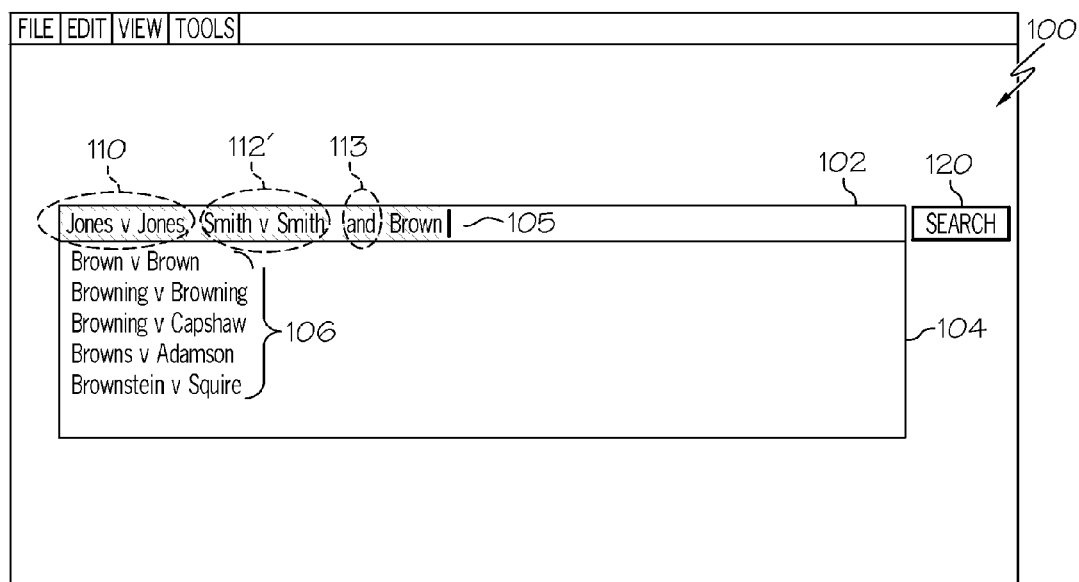 FILE EDIT VIEW TOOLS
100
110 112′ 113 102 120
Jones v Jones Smith v Smith and Brown 105 SEARCH
Brown v Brown
Browning v Browning
Browning v Capshaw 106 104
Browns v Adamson
Brownstein v Squire